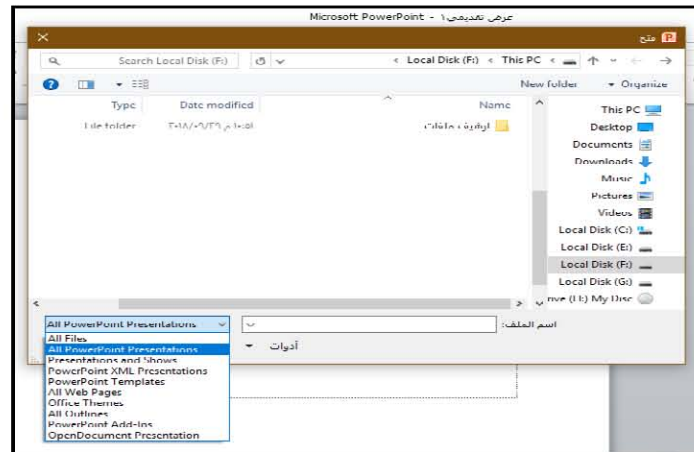 عرض تقديمي١ - Microsoft PowerPoint
فتح
This PC > Local Disk (F:) >
Search Local Disk (F:)
Organize
New folder
Name
Date modified
Type
أرشيف ملفات
File folder
This PC
Desktop
Documents
Downloads
Music
Pictures
Videos
Local Disk (C:)
Local Disk (E:)
Local Disk (F:)
Local Disk (G:)
My Disc
اسم الملف:
All PowerPoint Presentations
أدوات
All Files
All PowerPoint Presentations
Presentations and Shows
PowerPoint XML Presentations
PowerPoint Templates
All Web Pages
Office Themes
All Outlines
PowerPoint Add-Ins
OpenDocument Presentation